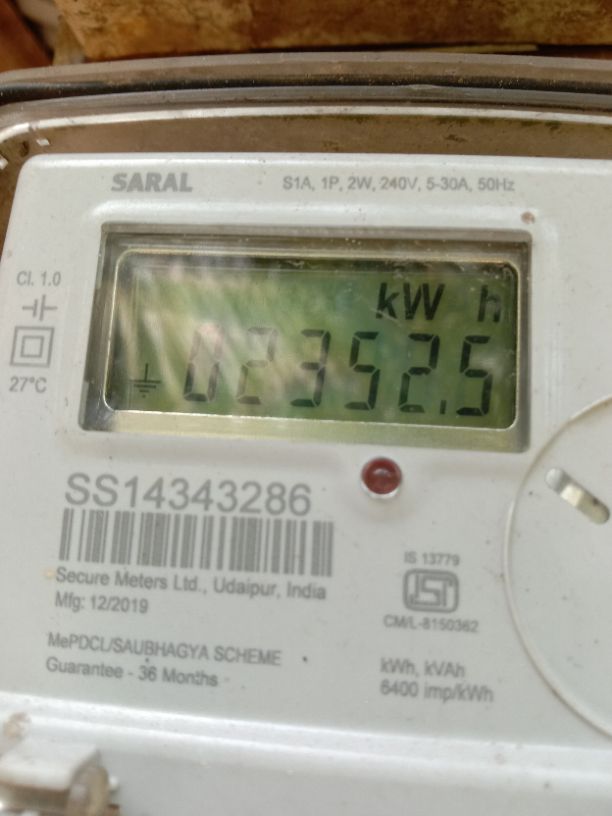 SARAL
S1A, 1P, 2W, 240V, 5-30A, 50Hz
Cl. 1.0
27°C
kW h
02352.5
SS14343286
Secure Meters Ltd., Udaipur, India
Mfg: 12/2019
MePDCL/SAUBHAGYA SCHEME
Guarantee - 36 Months
IS 13779
ISI
CM/L-8150362
kWh, kVAh
6400 imp/kWh